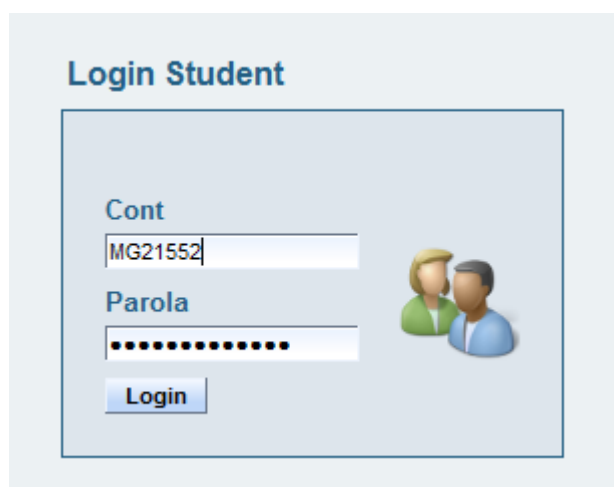 Login Student
Cont
MG21552
Parola
•••••••••••••
Login